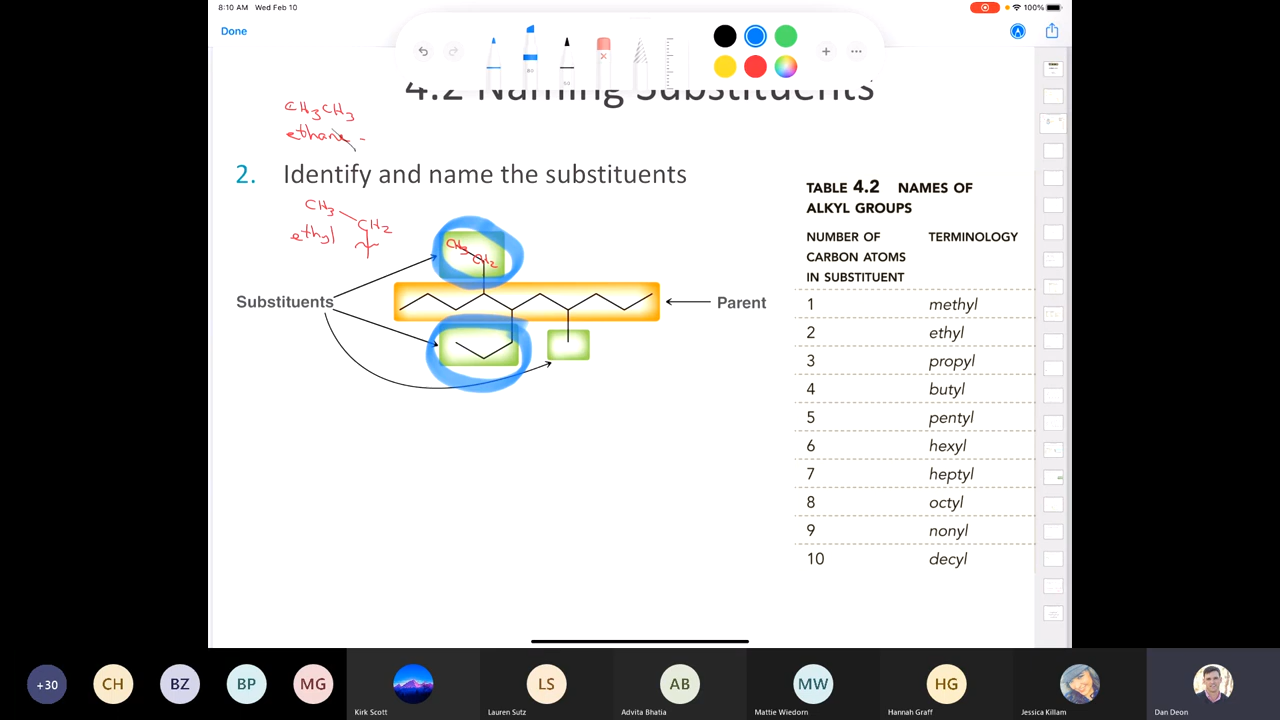 8:10 AM Wed Feb 10
100%
Done
4.2 Naming Substituents
CH3CH3
ethane
2. Identify and name the substituents
CH3
CH2
ethyl
CH3
CH2
Substituents
Parent
TABLE 4.2 NAMES OF
ALKYL GROUPS
NUMBER OF TERMINOLOGY
CARBON ATOMS
IN SUBSTITUENT
1 methyl
2 ethyl
3 propyl
4 butyl
5 pentyl
6 hexyl
7 heptyl
8 octyl
9 nonyl
10 decyl
+30 CH BZ BP MG LS AB MW HG
Kirk Scott Lauren Sutz Advita Bhatia Mattie Wiedorn Hannah Graff Jessica Killam Dan Deon